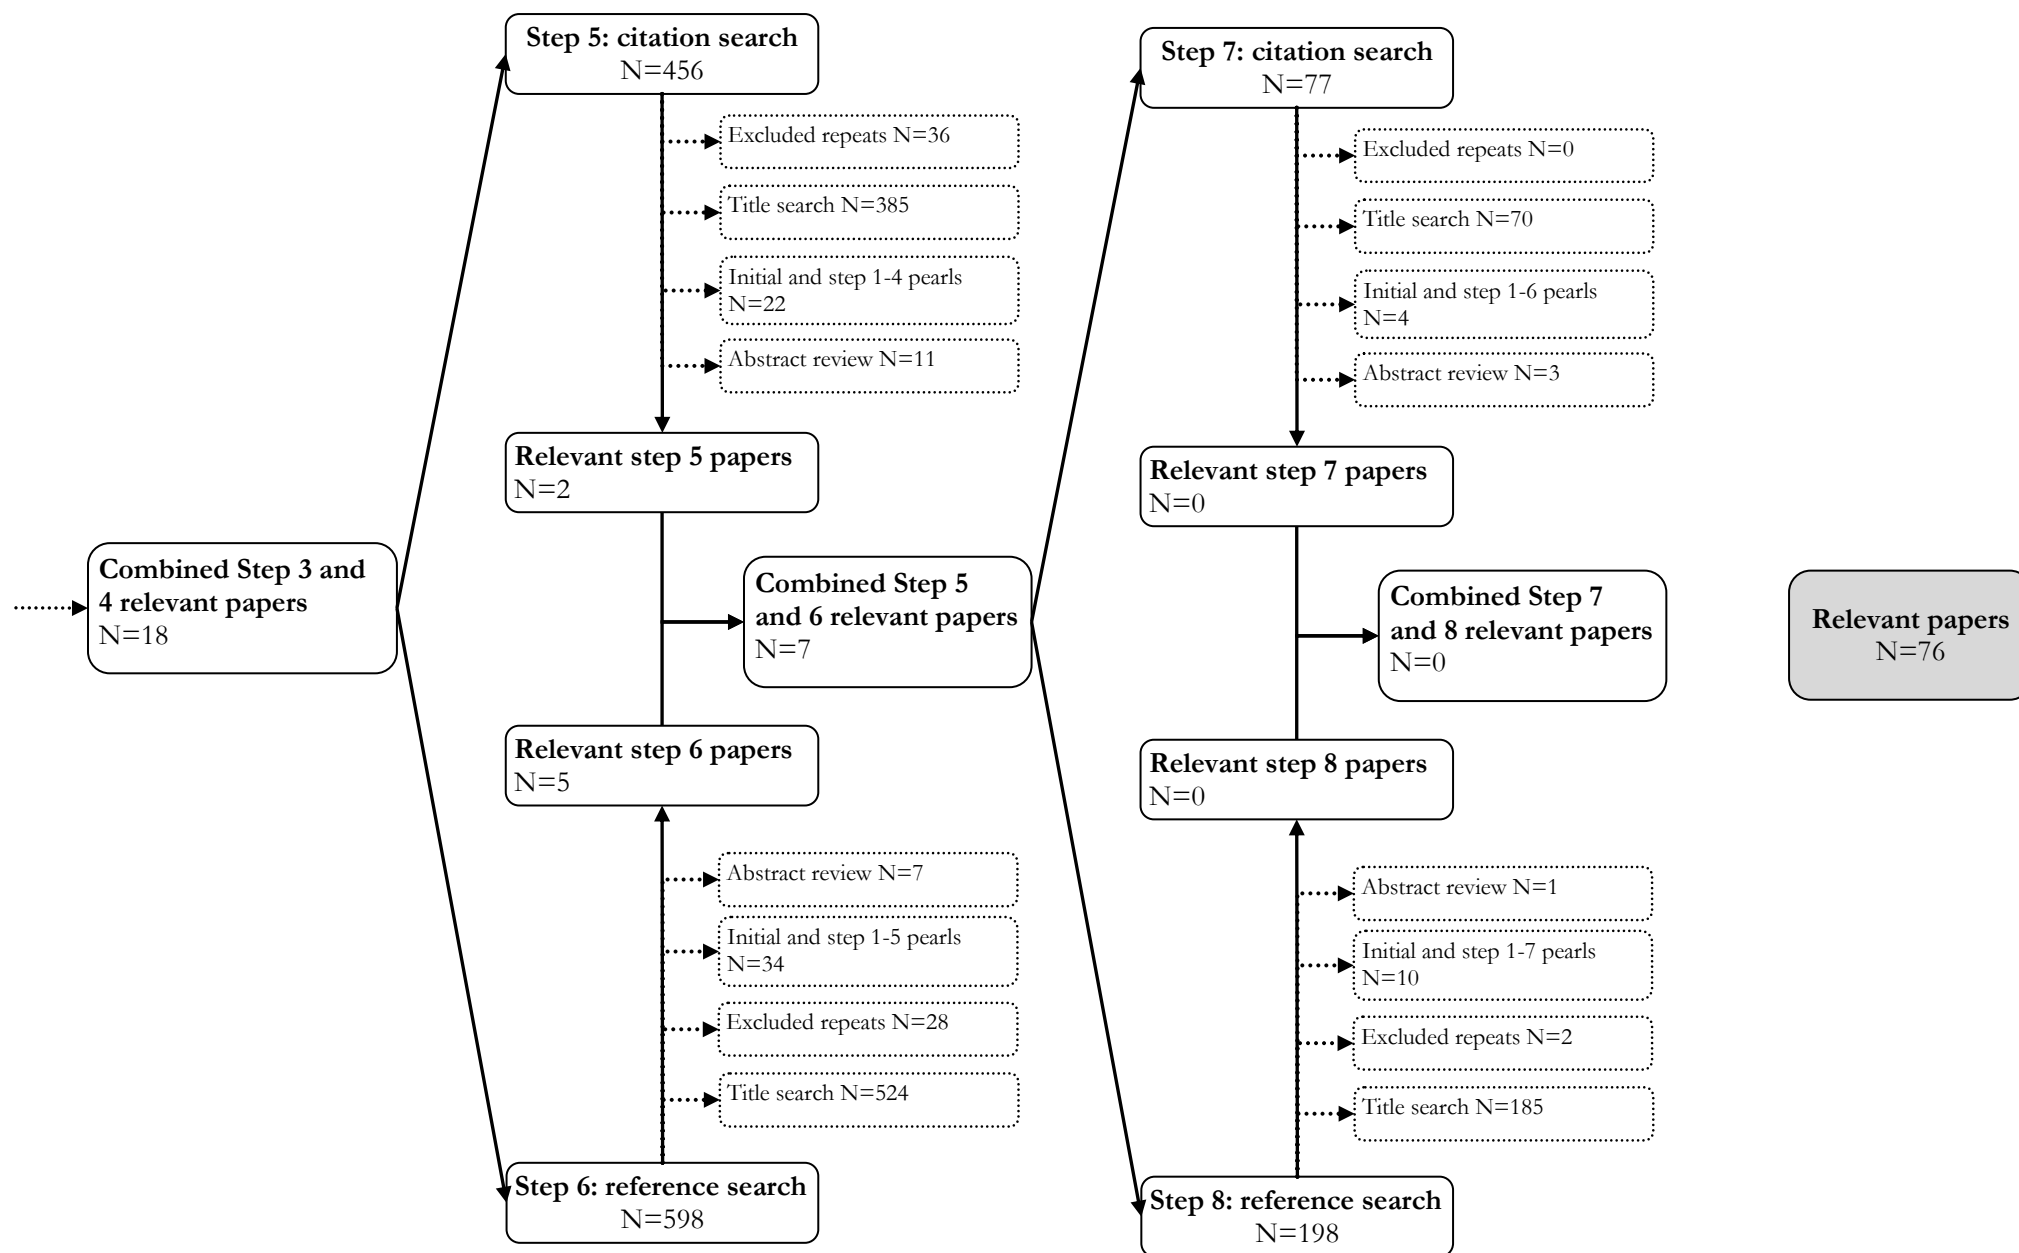 Combined Step 3 and
4 relevant papers
N=18
Step 5: citation search
N=456
Excluded repeats N=36
Title search N=385
Initial and step 1-4 pearls
N=22
Abstract review N=11
Relevant step 5 papers
N=2
Combined Step 5
and 6 relevant papers
N=7
Relevant step 6 papers
N=5
Abstract review N=7
Initial and step 1-5 pearls
N=34
Excluded repeats N=28
Title search N=524
Step 6: reference search
N=598
Step 7: citation search
N=77
Excluded repeats N=0
Title search N=70
Initial and step 1-6 pearls
N=4
Abstract review N=3
Relevant step 7 papers
N=0
Combined Step 7
and 8 relevant papers
N=0
Relevant step 8 papers
N=0
Abstract review N=1
Initial and step 1-7 pearls
N=10
Excluded repeats N=2
Title search N=185
Step 8: reference search
N=198
Relevant papers
N=76